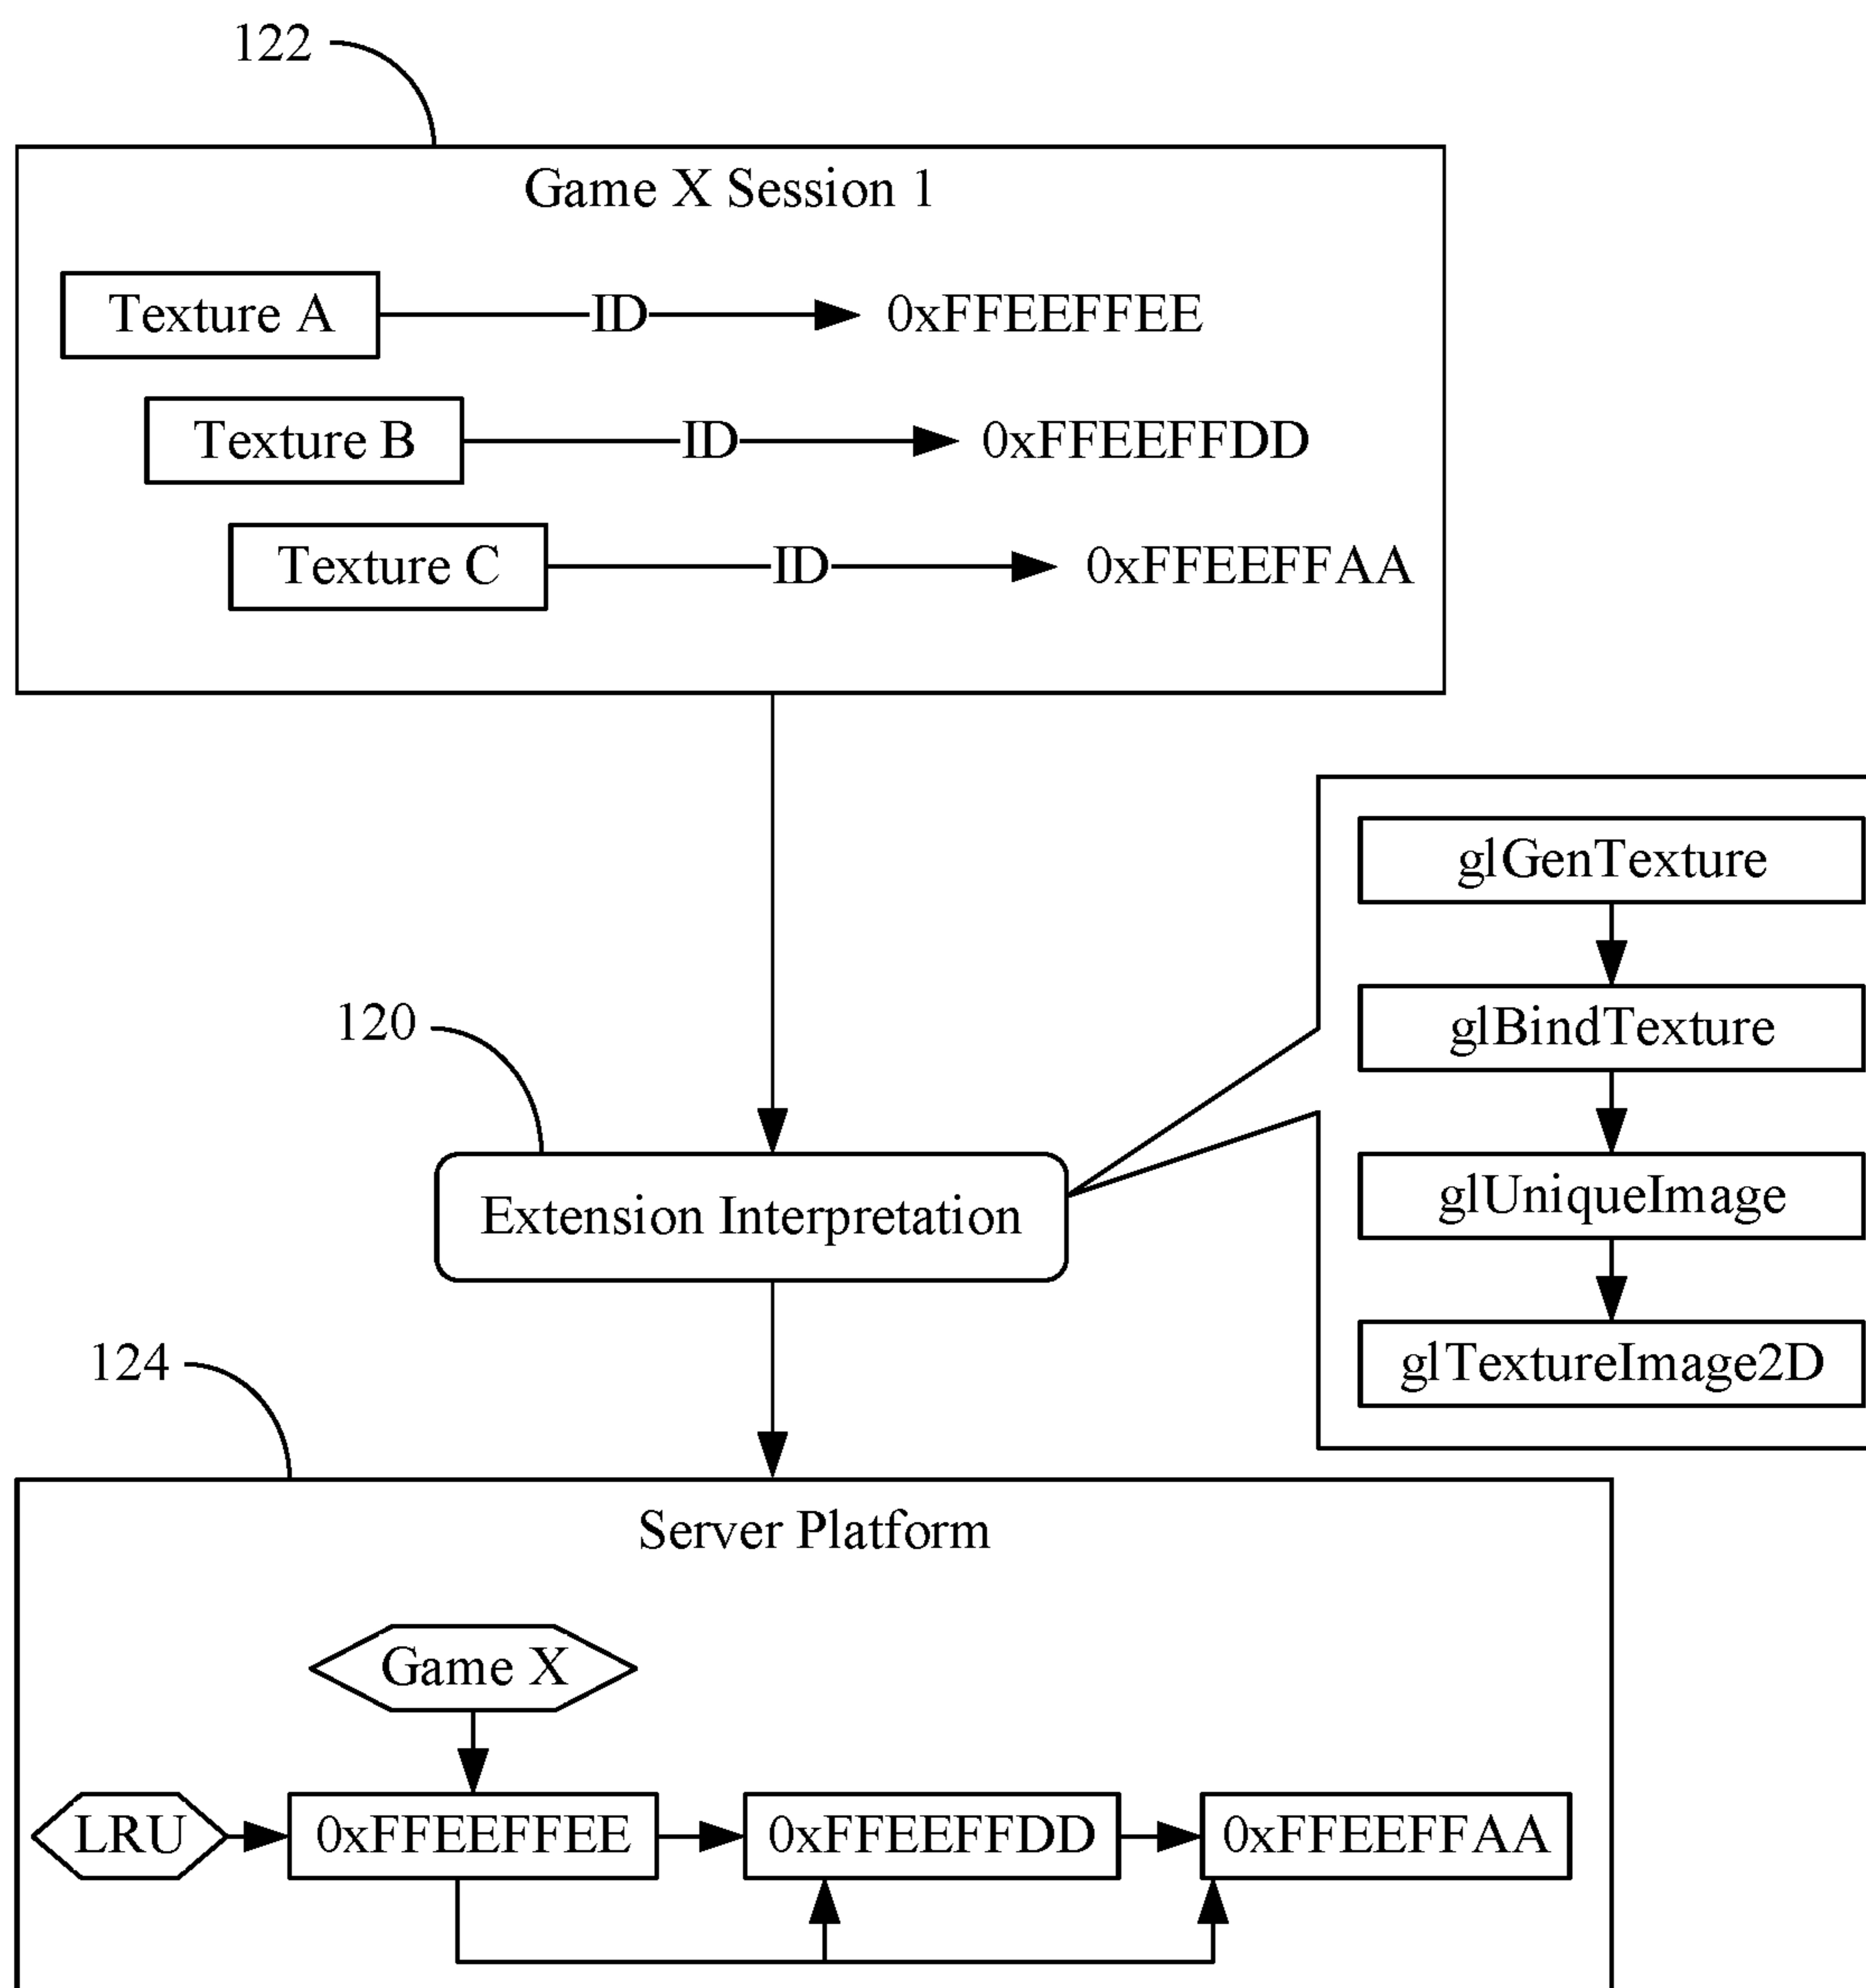 122
Game X Session 1
Texture A ID 0xFFEEFFEE
Texture B ID 0xFFEEFFDD
Texture C ID 0xFFEEFFAA
glGenTexture
glBindTexture
glUniqueImage
glTextureImage2D
120
Extension Interpretation
124
Server Platform
Game X
LRU 0xFFEEFFEE 0xFFEEFFDD 0xFFEEFFAA